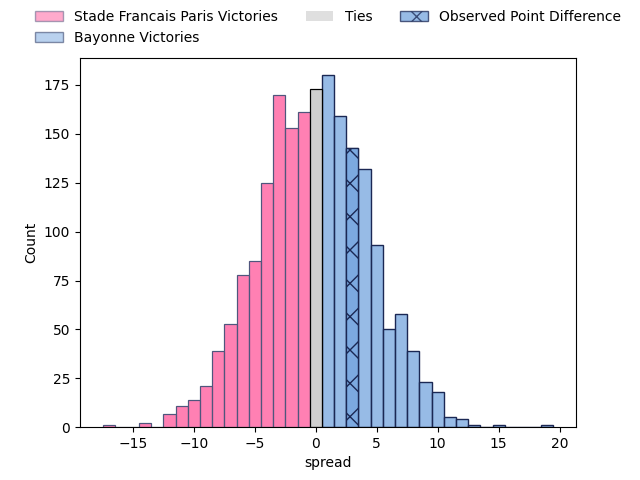 Stade Francais Paris Victories
Bayonne Victories
Ties
Observed Point Difference
175
150
125
100
75
50
25
0
Count
−15
−10
−5
0
5
10
15
20
spread